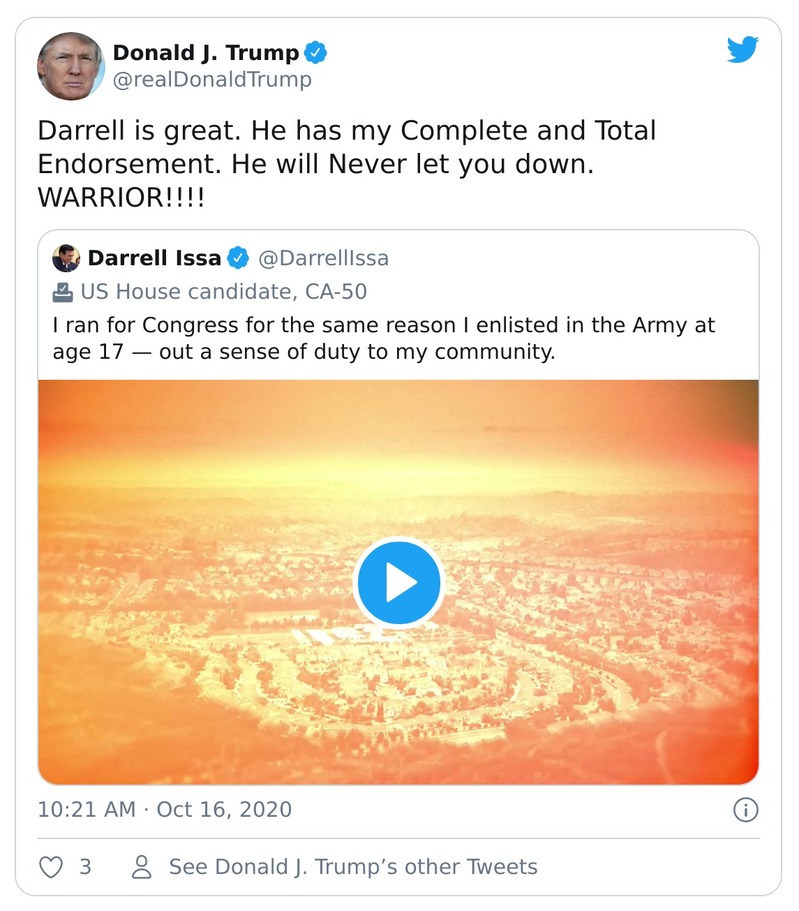 Donald J. Trump
@realDonaldTrump
Darrell is great. He has my Complete and Total
Endorsement. He will Never let you down.
WARRIOR!!!!
Darrell Issa @DarrellIssa
US House candidate, CA-50
I ran for Congress for the same reason I enlisted in the Army at
age 17 — out a sense of duty to my community.
10:21 AM · Oct 16, 2020
3 See Donald J. Trump’s other Tweets